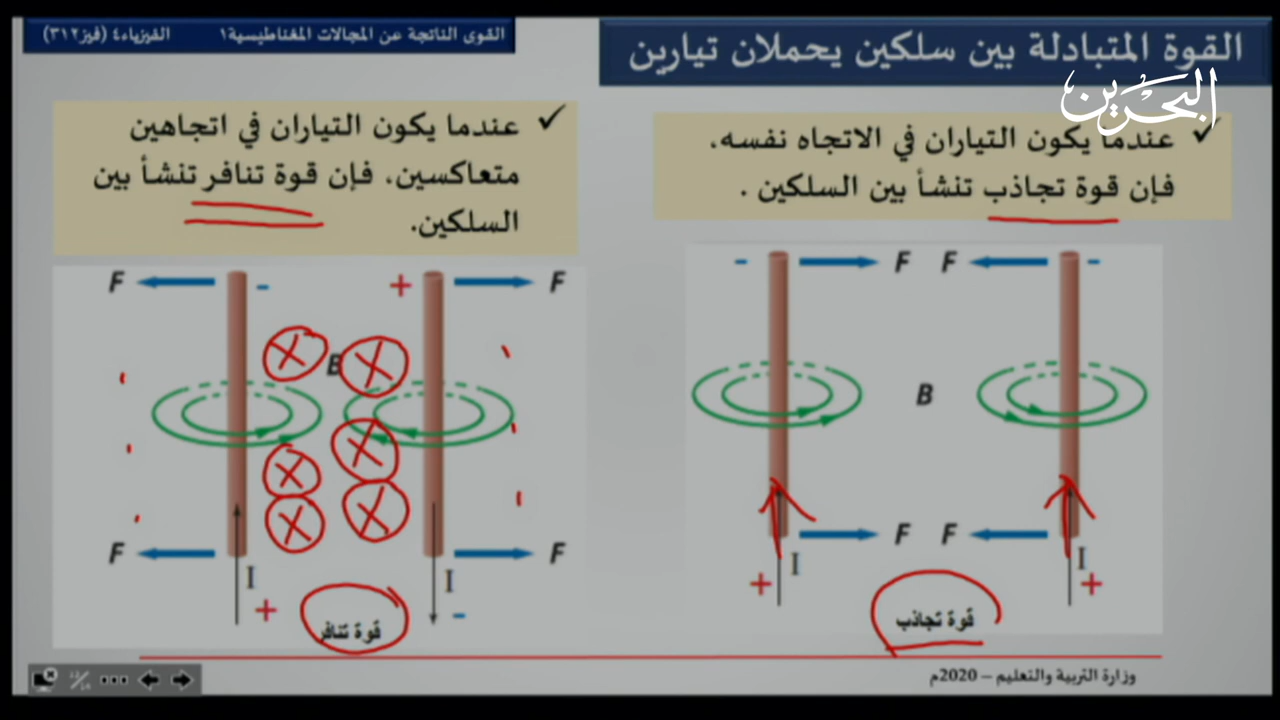 القوة المتبادلة بين سلكين يحملان تيارين
القوى الناتجة عن المجالات المغناطيسية١
الفيزياء٤ (فيز٣١٢)
البحرين
✓ عندما يكون التياران في الاتجاه نفسه،
فإن قوة تجاذب تنشأ بين السلكين .
✓ عندما يكون التياران في اتجاهين
متعاكسين، فإن قوة تنافر تنشأ بين
السلكين.
- F F -
B
F F
I I
+ +
قوة تجاذب
F - + F
B
F F
I I
+ -
قوة تنافر
وزارة التربية والتعليم – 2020م